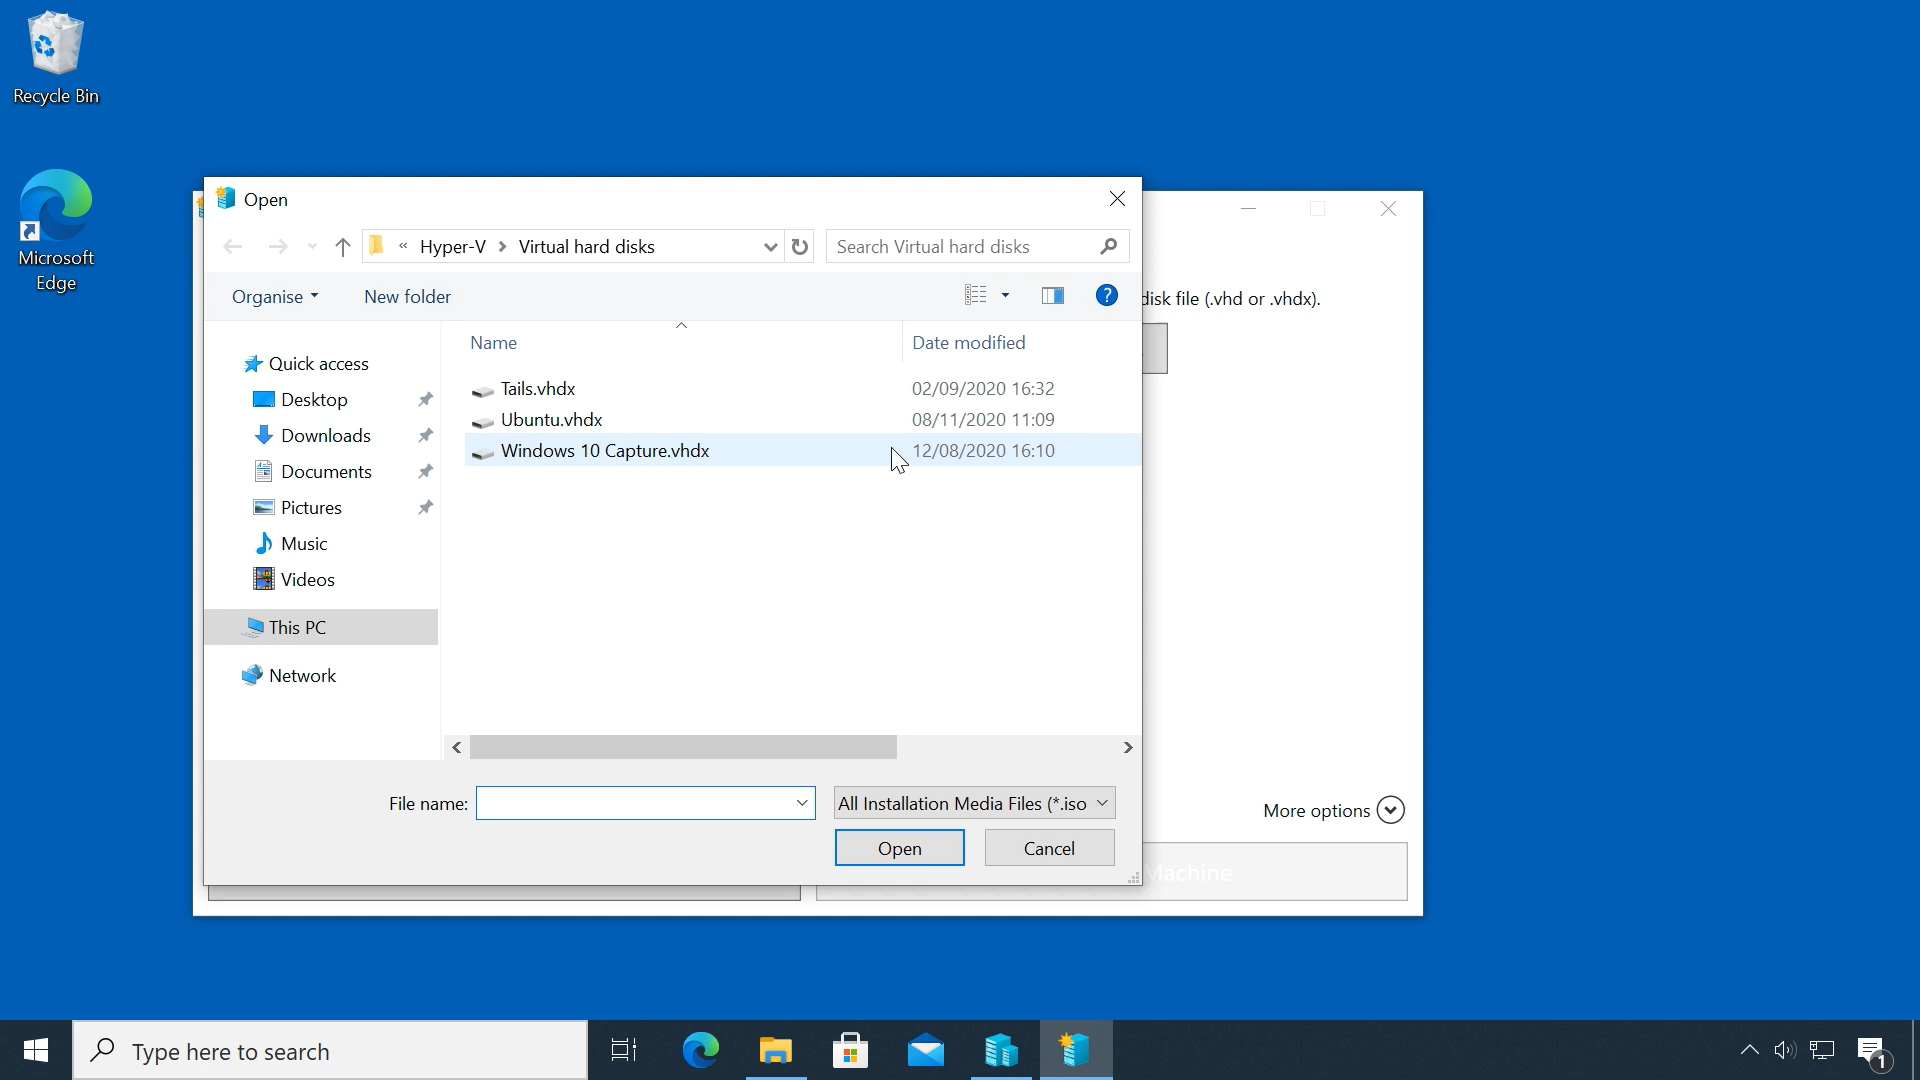 Recycle Bin
Microsoft
Edge
Open
« Hyper-V > Virtual hard disks
Search Virtual hard disks
Organise
New folder
?
disk file (.vhd or .vhdx).
Name
Date modified
Quick access
Desktop
Downloads
Documents
Pictures
Music
Videos
This PC
Network
Tails.vhdx 02/09/2020 16:32
Ubuntu.vhdx 08/11/2020 11:09
Windows 10 Capture.vhdx 12/08/2020 16:10
File name:
All Installation Media Files (*.iso
Open
Cancel
More options
Machine
Type here to search
1